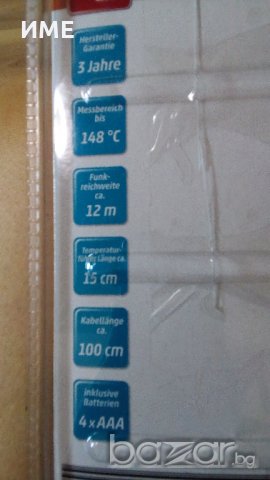 ИМЕ
Hersteller-
Garantie
3 Jahre
Messbereich
bis
148 °C
Funk-
reichweite
ca.
12 m
Temperatur-
fühler Länge ca.
15 cm
Kabellänge
ca.
100 cm
inklusive
Batterien
4 x AAA
bazar.бг